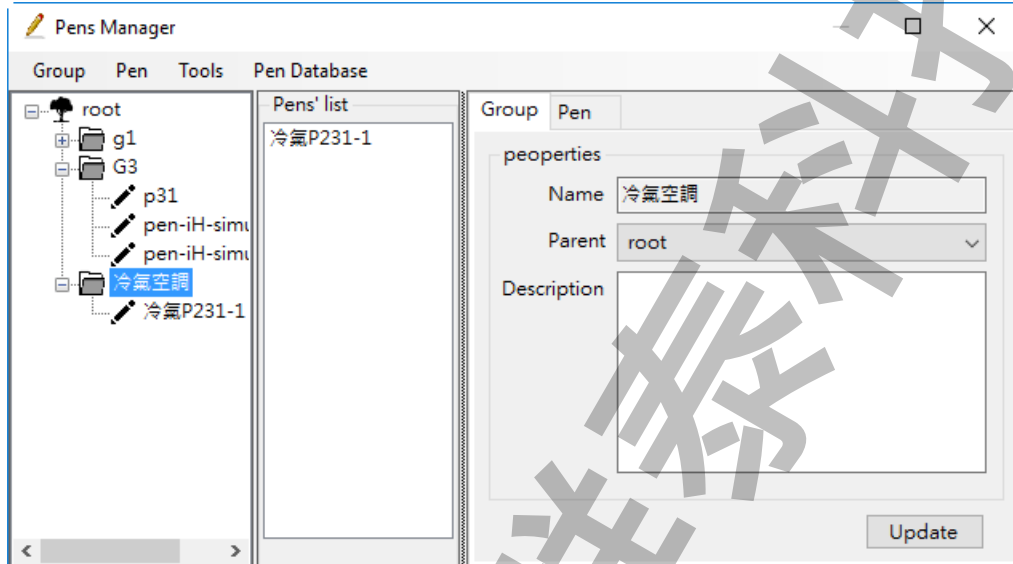 Pens Manager
Group Pen Tools Pen Database
root
g1
G3
p31
pen-iH-simu
pen-iH-simu
冷氣空調
冷氣P231-1
Pens' list
冷氣P231-1
Group Pen
peoperties
Name 冷氣空調
Parent root
Description
Update